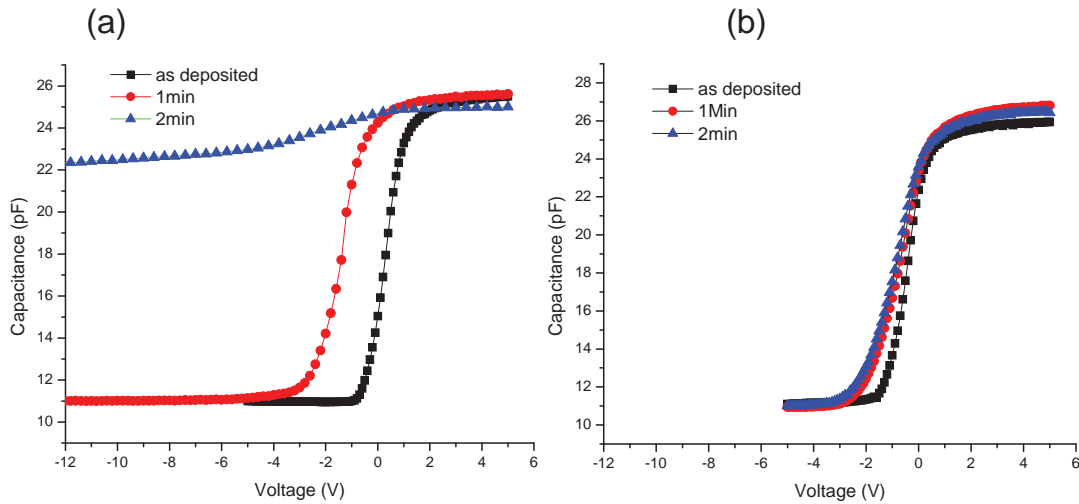 (a)
as deposited
1min
2min
26
24
22
20
18
16
14
12
10
Capacitance (pF)
-12 -10 -8 -6 -4 -2 0 2 4 6
Voltage (V)
(b)
as deposited
1Min
2min
28
26
24
22
20
18
16
14
12
10
Capacitance (pF)
-12 -10 -8 -6 -4 -2 0 2 4 6
Voltage (V)